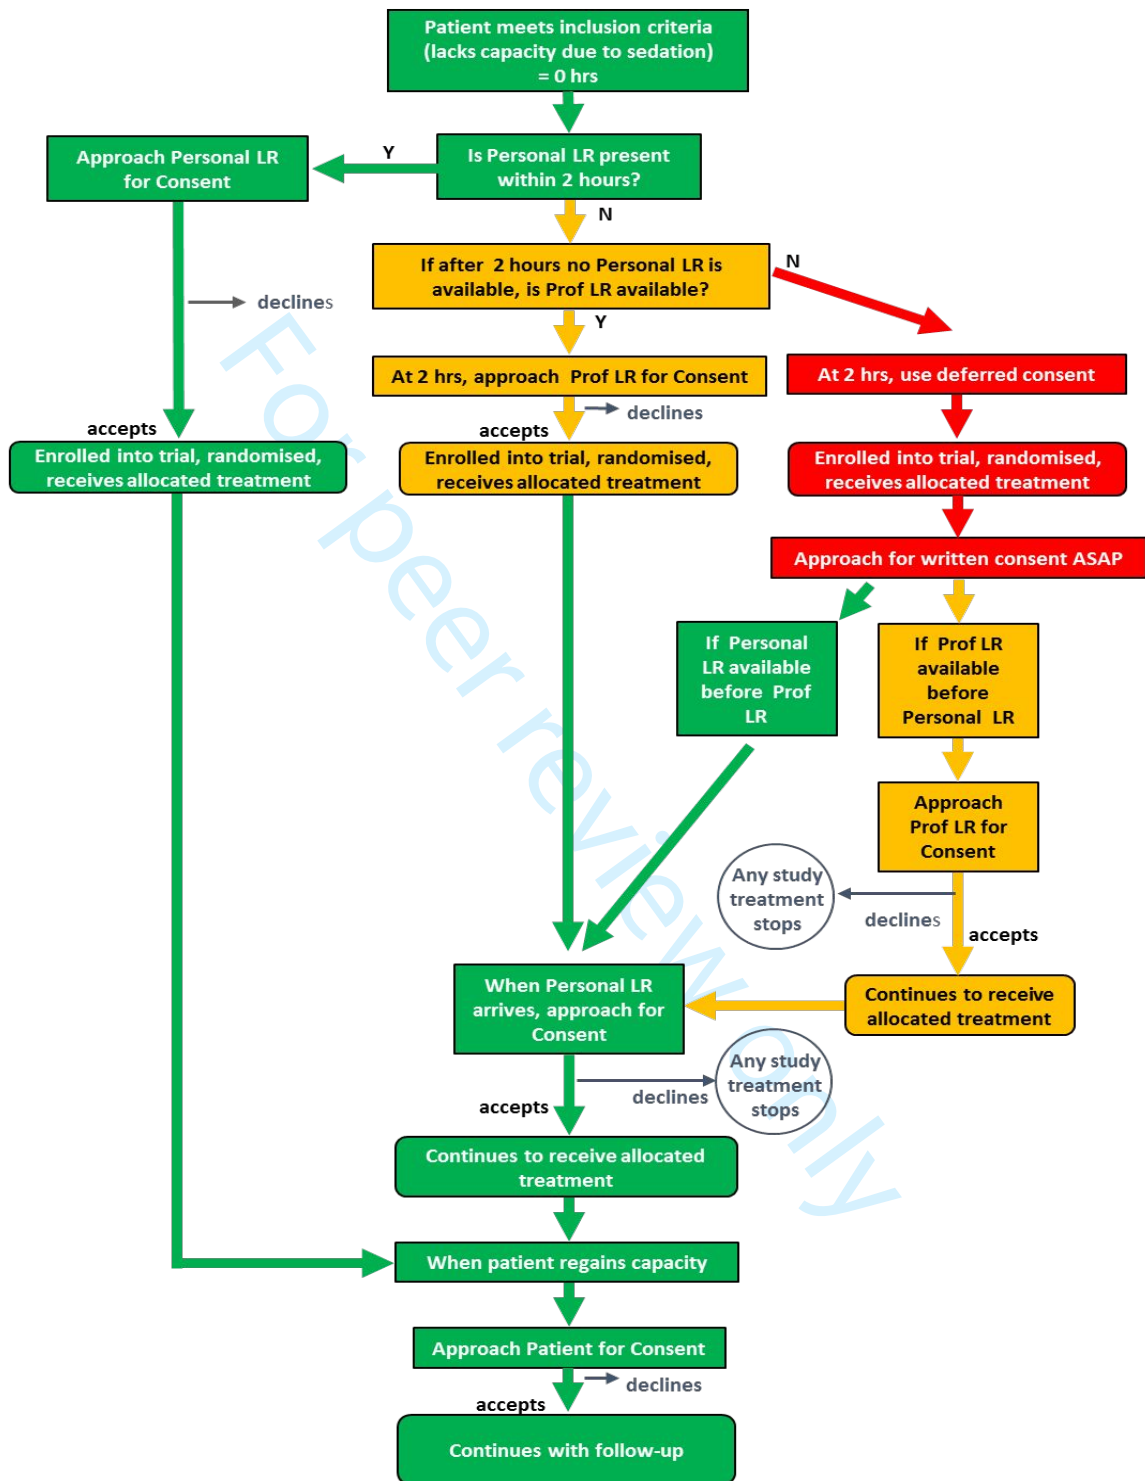 Patient meets inclusion criteria
(lacks capacity due to sedation)
= 0 hrs
Approach Personal LR
for Consent
Y
Is Personal LR present
within 2 hours?
N
If after 2 hours no Personal LR is
available, is Prof LR available?
N
declines
Y
At 2 hrs, approach Prof LR for Consent
At 2 hrs, use deferred consent
declines
accepts
accepts
Enrolled into trial, randomised,
receives allocated treatment
Enrolled into trial, randomised,
receives allocated treatment
Enrolled into trial, randomised,
receives allocated treatment
Approach for written consent ASAP
If Personal
LR available
before Prof
LR
If Prof LR
available
before
Personal LR
Approach
Prof LR for
Consent
Any study
treatment
stops
declines
accepts
When Personal LR
arrives, approach for
Consent
Continues to receive
allocated treatment
Any study
treatment
stops
declines
accepts
Continues to receive allocated
treatment
When patient regains capacity
Approach Patient for Consent
declines
accepts
Continues with follow-up
For peer review only